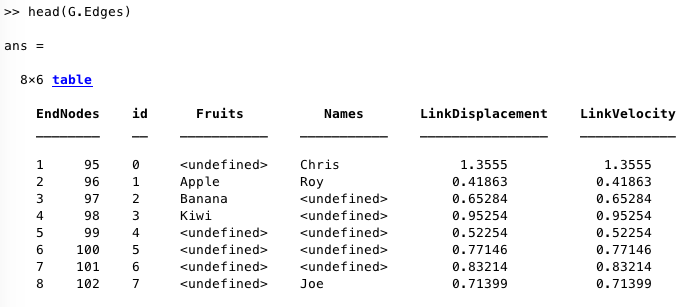 >> head(G.Edges)
ans =
8×6 table
EndNodes id Fruits Names LinkDisplacement LinkVelocity
________ __ ___________ ___________ ________________ ____________
1 95 0 <undefined> Chris 1.3555 1.3555
2 96 1 Apple Roy 0.41863 0.41863
3 97 2 Banana <undefined> 0.65284 0.65284
4 98 3 Kiwi <undefined> 0.95254 0.95254
5 99 4 <undefined> <undefined> 0.52254 0.52254
6 100 5 <undefined> <undefined> 0.77146 0.77146
7 101 6 <undefined> <undefined> 0.83214 0.83214
8 102 7 <undefined> Joe 0.71399 0.71399